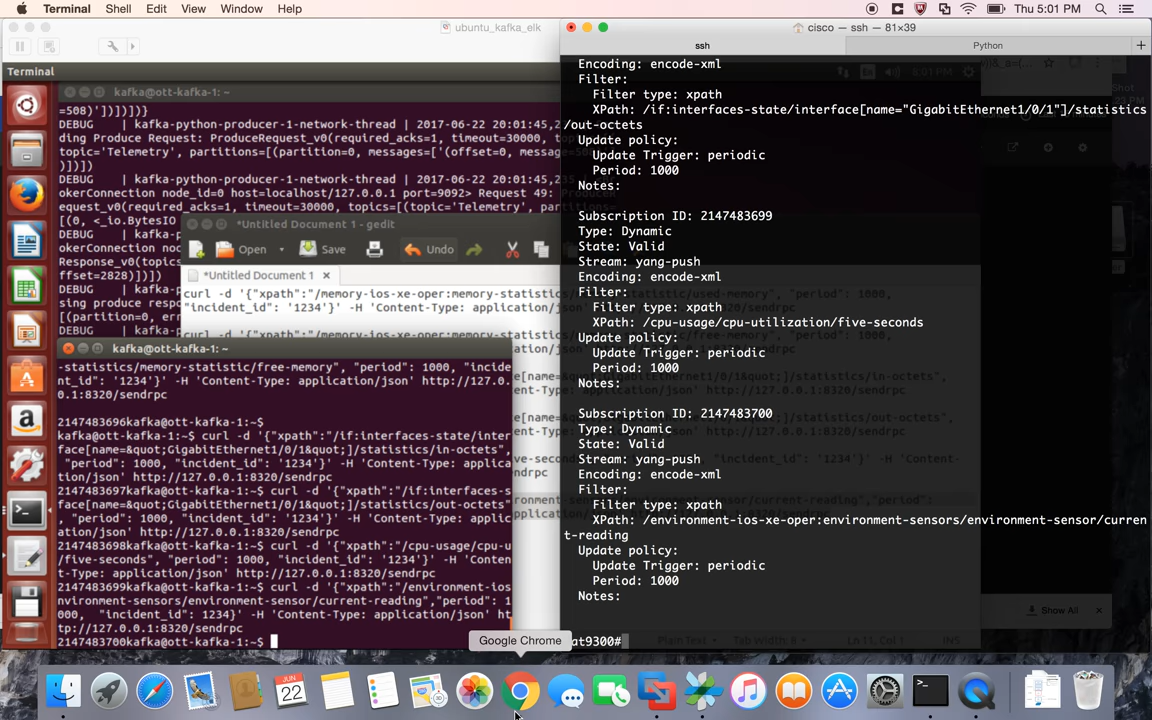 Terminal Shell Edit View Window Help Thu 5:01 PM
ubuntu_kafka_elk
cisco — ssh — 81×39
ssh Python
Terminal
kafka@ott-kafka-1: ~
=508)'])])])}
DEBUG | kafka-python-producer-1-network-thread | 2017-06-22 20:01:45,2
ding Produce Request: ProduceRequest_v0(required_acks=1, timeout=30000,
topic='Telemetry', partitions=[(partition=0, messages=['(offset=0, message
)])])
DEBUG | kafka-python-producer-1-network-thread | 2017-06-22 20:01:45,
okerConnection node_id=0 host=localhost/127.0.0.1 port=9092> Request 49:
equest_v0(required_acks=1, timeout=30000, topics=[(topic='Telemetry', part
[(0, <_io.BytesIO
DEBUG | kafka-
okerConnection
Response_v0(topics
ffset=2828)])])
DEBUG | kafka-p
sing produce respo
[(partition=0, err
DEBUG | kafka-p
*Untitled Document 1 - gedit
Open Save Undo
*Untitled Document 1 ×
curl -d '{"xpath":"/memory-ios-xe-oper:memory-statistics/
"incident_id": '1234'}' -H 'Content-Type: application/
kafka@ott-kafka-1: ~
-statistics/memory-statistic/free-memory", "period": 1000, "incide
nt_id": '1234'}' -H 'Content-Type: application/json' http://127.0.
0.1:8320/sendrpc
2147483696kafka@ott-kafka-1:~$
kafka@ott-kafka-1:~$ curl -d '{"xpath":"/if:interfaces-state/inter
face[name=&quot;GigabitEthernet1/0/1&quot;]/statistics/in-octets",
"period": 1000, "incident_id": '1234'}' -H 'Content-Type: applica
tion/json' http://127.0.0.1:8320/sendrpc
2147483697kafka@ott-kafka-1:~$ curl -d '{"xpath":"/if:interfaces-s
tate/interface[name=&quot;GigabitEthernet1/0/1&quot;]/statistics/out-octets"
, "period": 1000, "incident_id": '1234'}' -H 'Content-Type: applic
ation/json' http://127.0.0.1:8320/sendrpc
2147483698kafka@ott-kafka-1:~$ curl -d '{"xpath":"/cpu-usage/cpu-u
/five-seconds", "period": 1000, "incident_id": '1234'}' -H 'Conten
t-Type: application/json' http://127.0.0.1:8320/sendrpc
2147483699kafka@ott-kafka-1:~$ curl -d '{"xpath":"/environment-ios
nvironment-sensors/environment-sensor/current-reading","period": 1
000, "incident_id": 1234}' -H 'Content-Type: application/json' ht
tp://127.0.0.1:8320/sendrpc
2147483700kafka@ott-kafka-1:~$
Encoding: encode-xml
Filter:
Filter type: xpath
XPath: /if:interfaces-state/interface[name="GigabitEthernet1/0/1"]/statistics
/out-octets
Update policy:
Update Trigger: periodic
Period: 1000
Notes:
Subscription ID: 2147483699
Type: Dynamic
State: Valid
Stream: yang-push
Encoding: encode-xml
Filter:
Filter type: xpath
XPath: /cpu-usage/cpu-utilization/five-seconds
Update policy:
Update Trigger: periodic
Period: 1000
Notes:
Subscription ID: 2147483700
Type: Dynamic
State: Valid
Stream: yang-push
Encoding: encode-xml
Filter:
Filter type: xpath
XPath: /environment-ios-xe-oper:environment-sensors/environment-sensor/curren
t-reading
Update policy:
Update Trigger: periodic
Period: 1000
Notes:
at9300#
Show All
Plain Text Tab Width: 8 Ln 11, Col 1 INS
Google Chrome
JUN
22